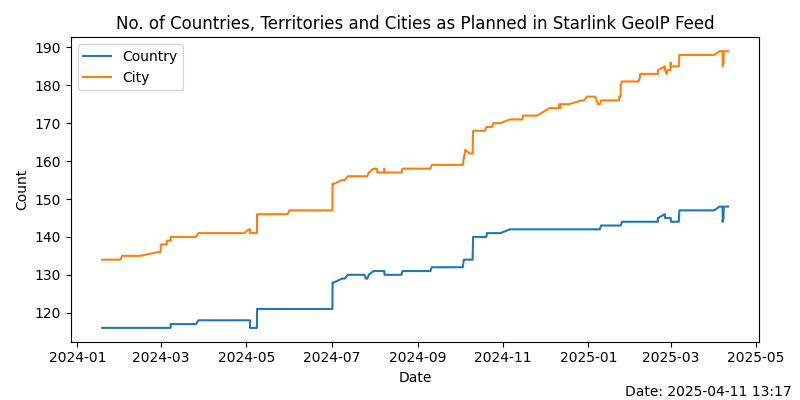 No. of Countries, Territories and Cities as Planned in Starlink GeoIP Feed
Country
City
Count
190
180
170
160
150
140
130
120
2024-01 2024-03 2024-05 2024-07 2024-09 2024-11 2025-01 2025-03 2025-05
Date
Date: 2025-04-11 13:17